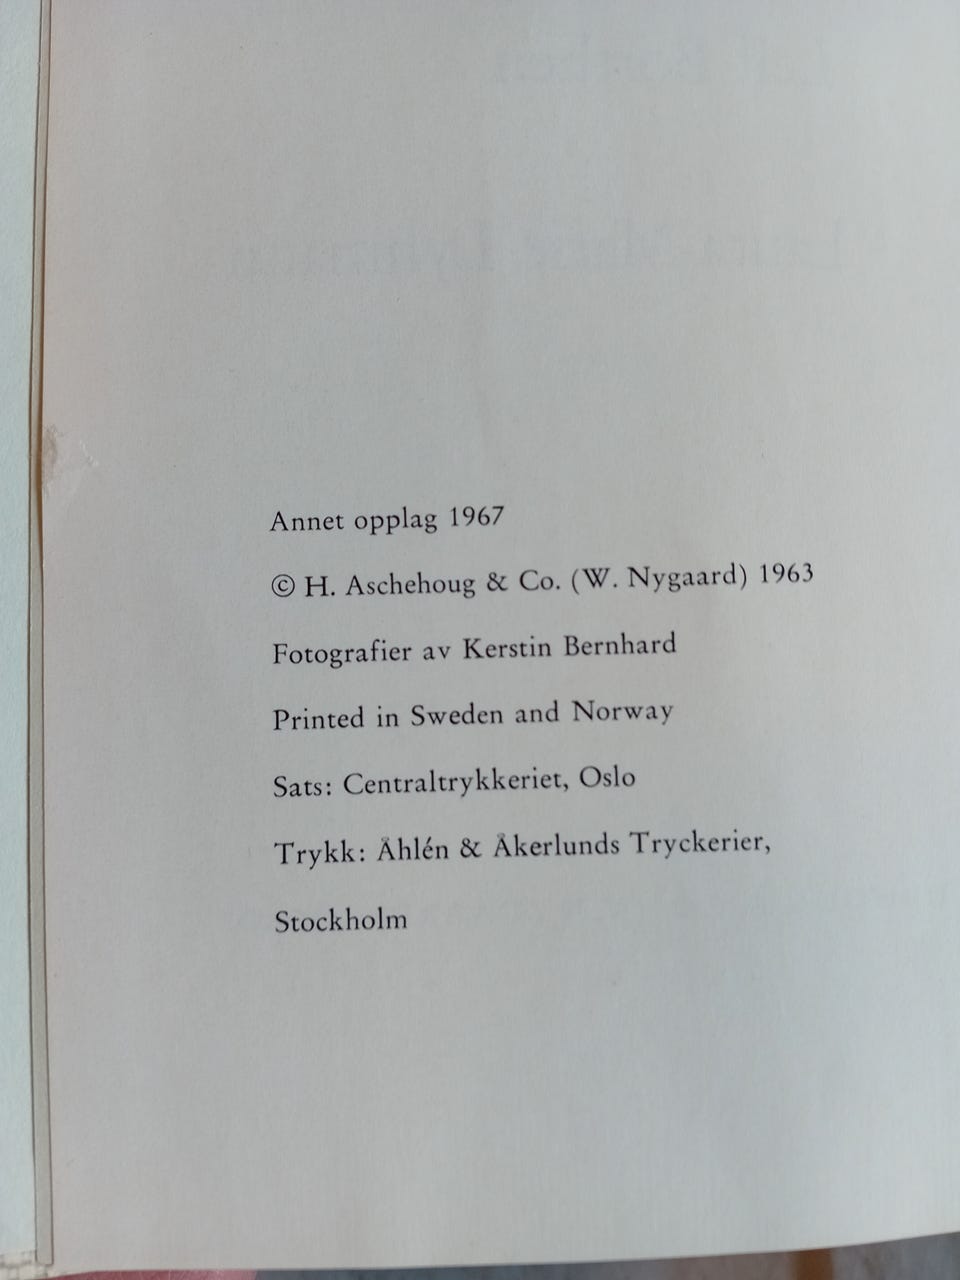 Annet opplag 1967
© H. Aschehoug & Co. (W. Nygaard) 1963
Fotografier av Kerstin Bernhard
Printed in Sweden and Norway
Sats: Centraltrykkeriet, Oslo
Trykk: Åhlén & Åkerlunds Tryckerier,
Stockholm